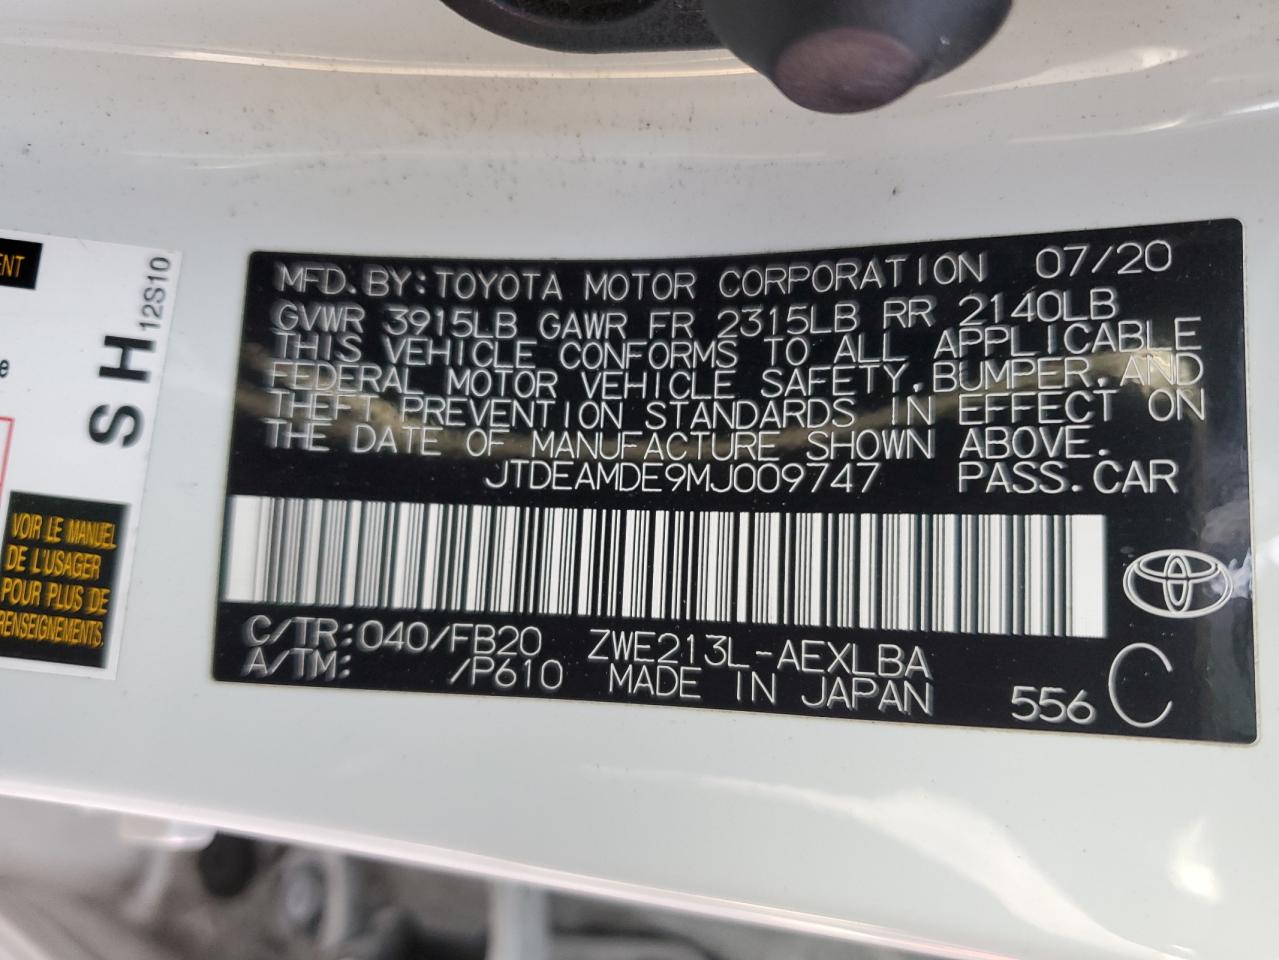 ENT
12S10
S H
e
VOIR LE MANUEL
DE L'USAGER
POUR PLUS DE
RENSEIGNEMENTS.
MFD.BY:TOYOTA MOTOR CORPORATION 07/20
GVWR 3915LB GAWR FR 2315LB RR 2140LB
THIS VEHICLE CONFORMS TO ALL APPLICABLE
FEDERAL MOTOR VEHICLE SAFETY,BUMPER,AND
THEFT PREVENTION STANDARDS IN EFFECT ON
THE DATE OF MANUFACTURE SHOWN ABOVE.
JTDEAMDE9MJ009747 PASS.CAR
C/TR:040/FB20 ZWE213L-AEXLBA
A/TM: /P610 MADE IN JAPAN 556 C